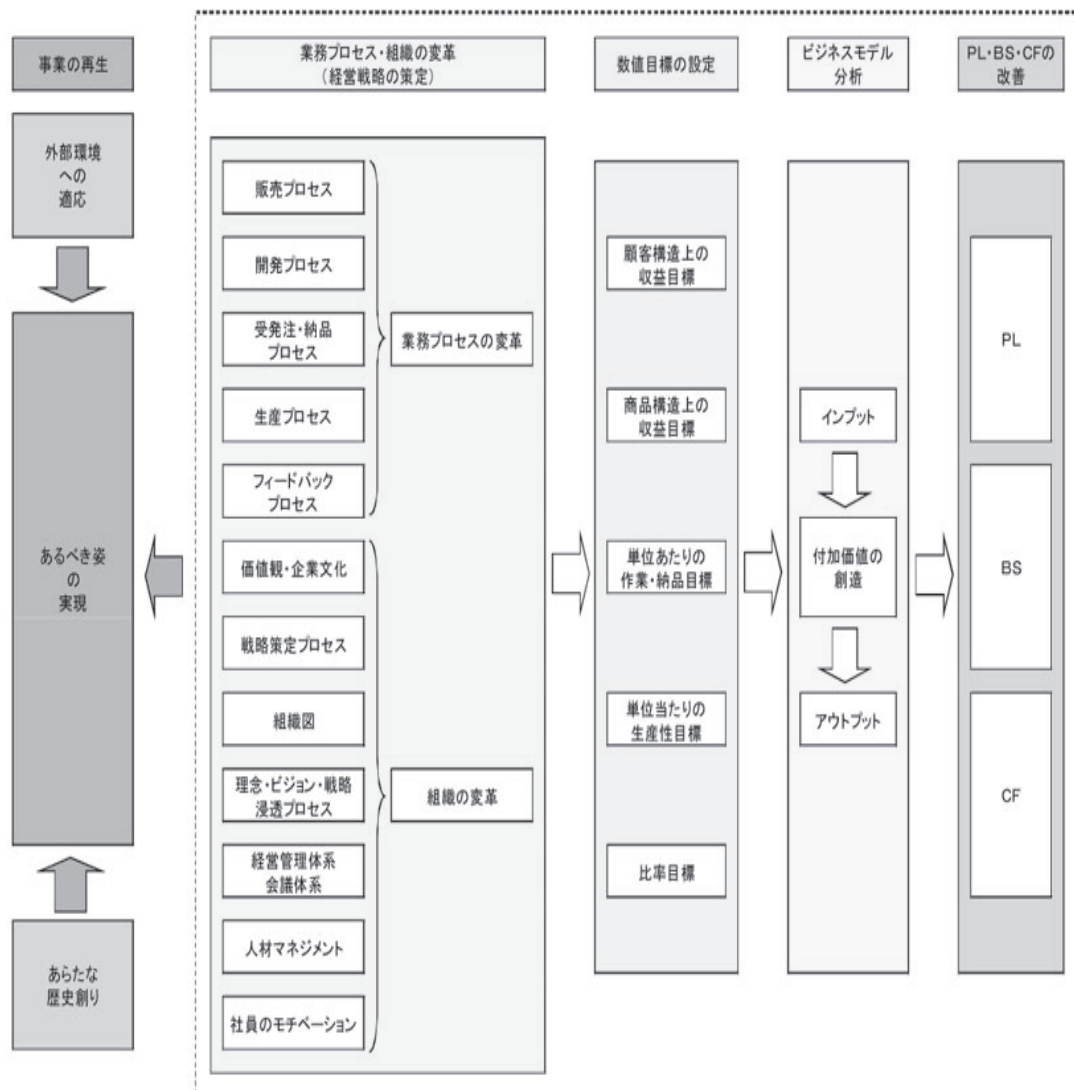 事業の再生
外部環境
への
適応
あるべき姿
の
実現
あらたな
歴史創り
業務プロセス・組織の変革
（経営戦略の策定）
販売プロセス
開発プロセス
受発注・納品
プロセス
生産プロセス
フィードバック
プロセス
業務プロセスの変革
価値観・企業文化
戦略策定プロセス
組織図
理念・ビジョン・戦略
浸透プロセス
経営管理体系
会議体系
人材マネジメント
社員のモチベーション
組織の変革
数値目標の設定
顧客構造上の
収益目標
商品構造上の
収益目標
単位あたりの
作業・納品目標
単位当たりの
生産性目標
比率目標
ビジネスモデル
分析
インプット
付加価値の
創造
アウトプット
PL・BS・CFの
改善
PL
BS
CF